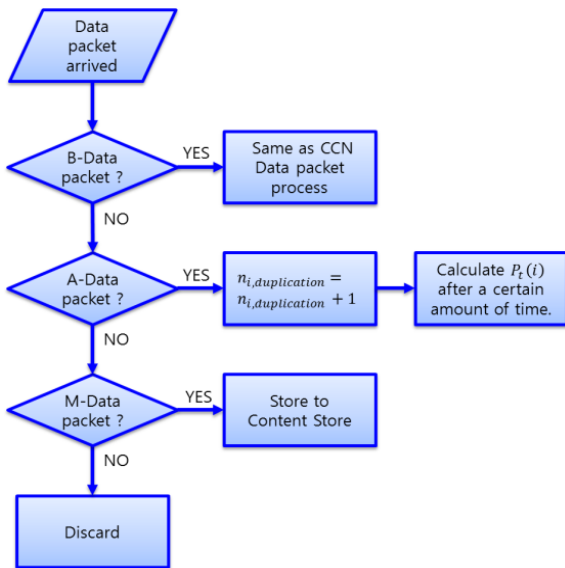 Data
packet
arrived
B-Data
packet ?
YES
Same as CCN
Data packet
process
NO
A-Data
packet ?
YES
n_{i,duplication} =
n_{i,duplication} + 1
Calculate P_t(i)
after a certain
amount of time.
NO
M-Data
packet ?
YES
Store to
Content Store
NO
Discard